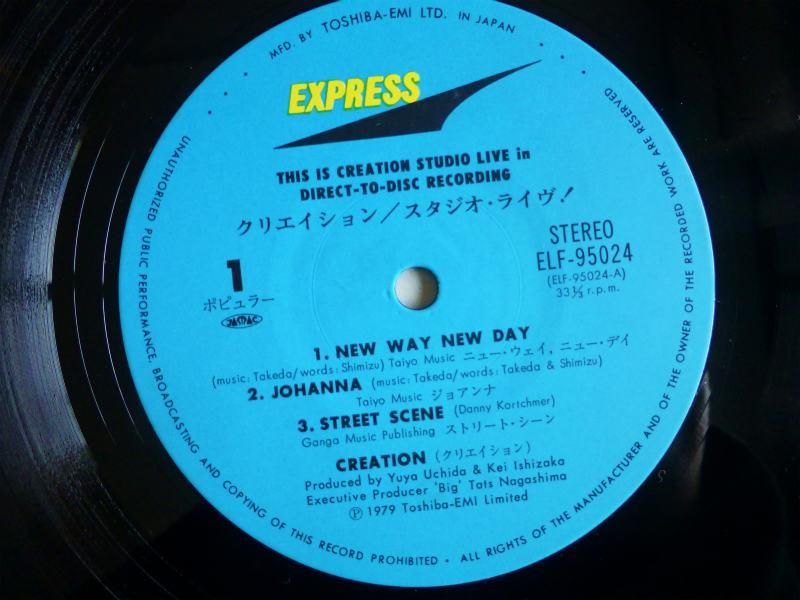 MFD. BY TOSHIBA-EMI LTD. IN JAPAN
EXPRESS
THIS IS CREATION STUDIO LIVE in
DIRECT-TO-DISC RECORDING
クリエイション/スタジオ・ライヴ!
STEREO
ELF-95024
(ELF-95024-A)
33⅓ r.p.m.
1
ポピュラー
JASRAC
1. NEW WAY NEW DAY
(music: Takeda/words: Shimizu) Taiyo Music ニュー・ウェイ, ニュー・デイ
2. JOHANNA (music: Takeda/words: Takeda & Shimizu)
Taiyo Music ジョアンナ
3. STREET SCENE (Danny Kortchmer)
Ganga Music Publishing ストリート・シーン
CREATION (クリエイション)
Produced by Yuya Uchida & Kei Ishizaka
Executive Producer 'Big' Tats Nagashima
Ⓟ 1979 Toshiba-EMI Limited
UNAUTHORIZED PUBLIC PERFORMANCE, BROADCASTING AND COPYING OF THIS RECORD PROHIBITED • ALL RIGHTS OF THE MANUFACTURER AND OF THE OWNER OF THE RECORDED WORK ARE RESERVED